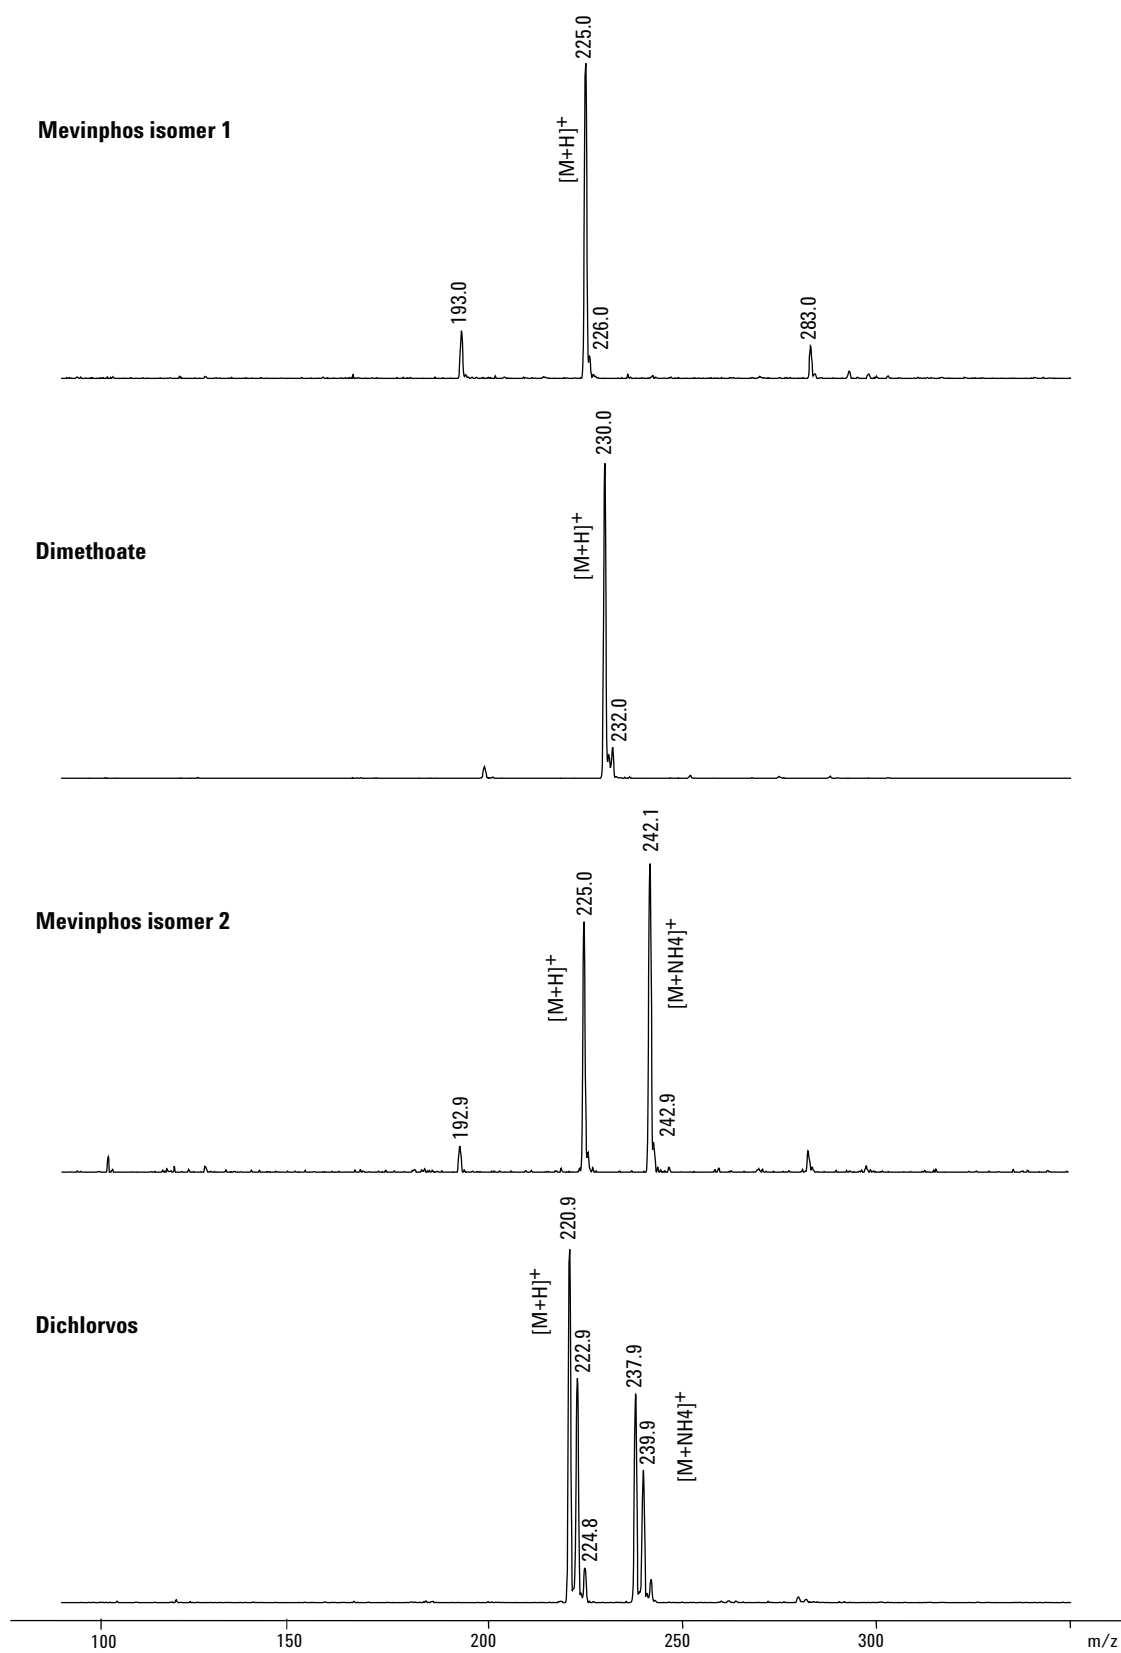 225.0
Mevinphos isomer 1
[M+H]+
193.0
226.0
283.0
230.0
Dimethoate
[M+H]+
232.0
242.1
225.0
Mevinphos isomer 2
[M+H]+
[M+NH4]+
192.9
242.9
220.9
Dichlorvos
[M+H]+
222.9
237.9
239.9
[M+NH4]+
224.8
100 150 200 250 300 m/z